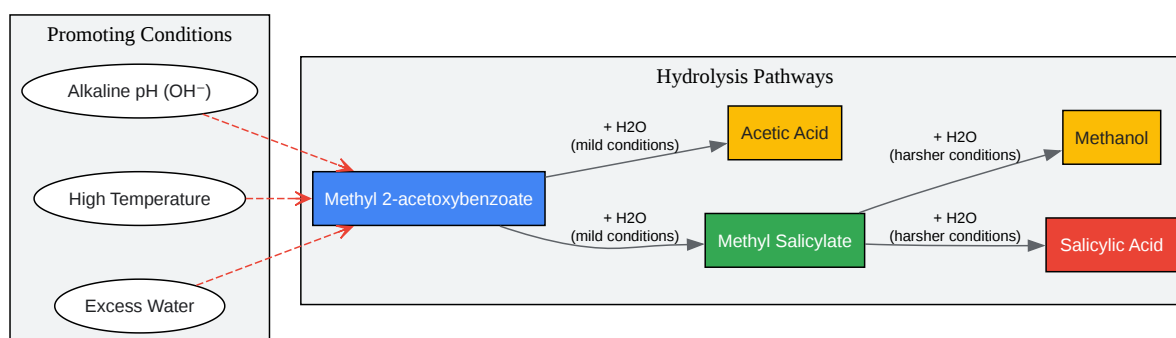 Promoting Conditions
Alkaline pH (OH⁻)
High Temperature
Excess Water
Hydrolysis Pathways
Methyl 2-acetoxybenzoate
+ H2O
(mild conditions)
Acetic Acid
+ H2O
(mild conditions)
Methyl Salicylate
+ H2O
(harsher conditions)
Methanol
+ H2O
(harsher conditions)
Salicylic Acid